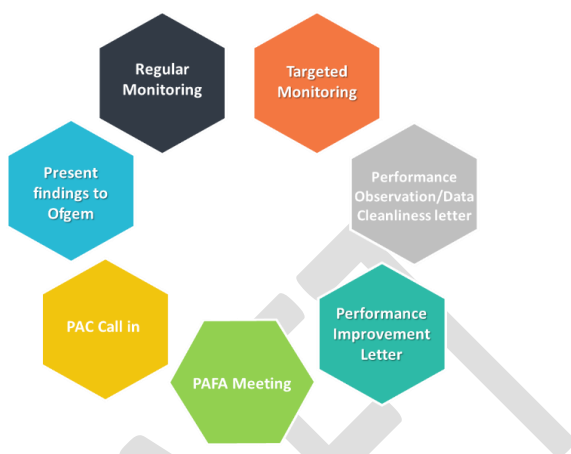 Regular
Monitoring
Targeted
Monitoring
Performance
Observation/Data
Cleanliness letter
Performance
Improvement
Letter
PAFA Meeting
PAC Call in
Present
findings to
Ofgem